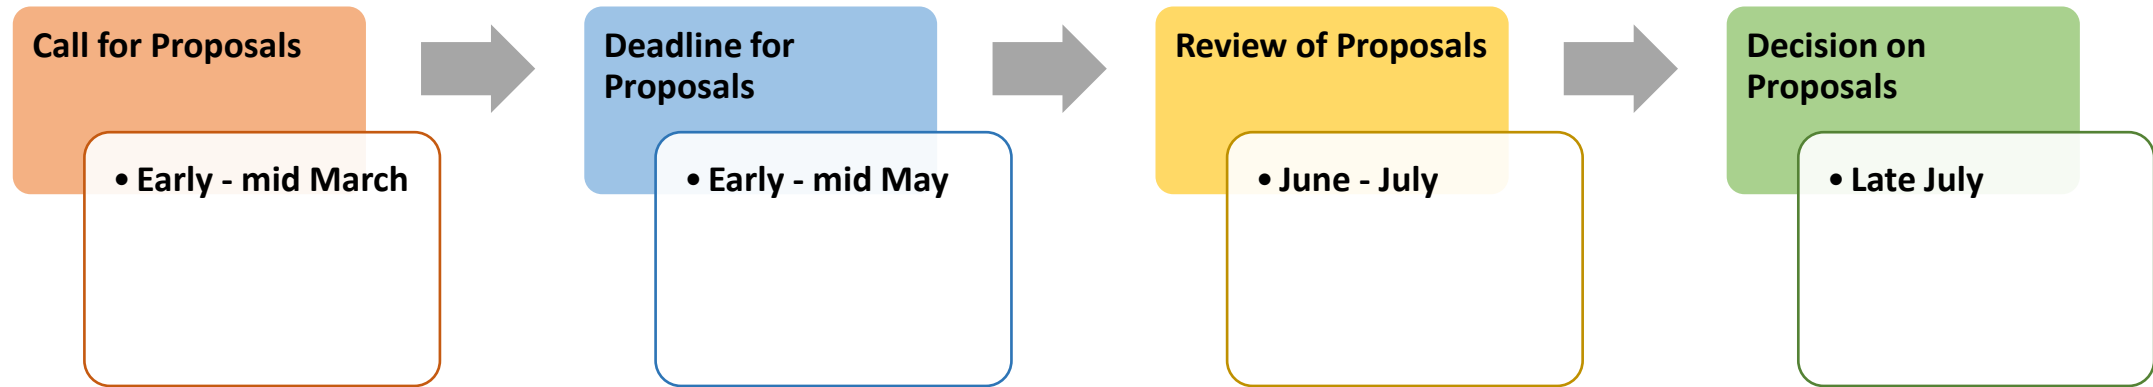 Call for Proposals
• Early - mid March
Deadline for
Proposals
• Early - mid May
Review of Proposals
• June - July
Decision on
Proposals
• Late July